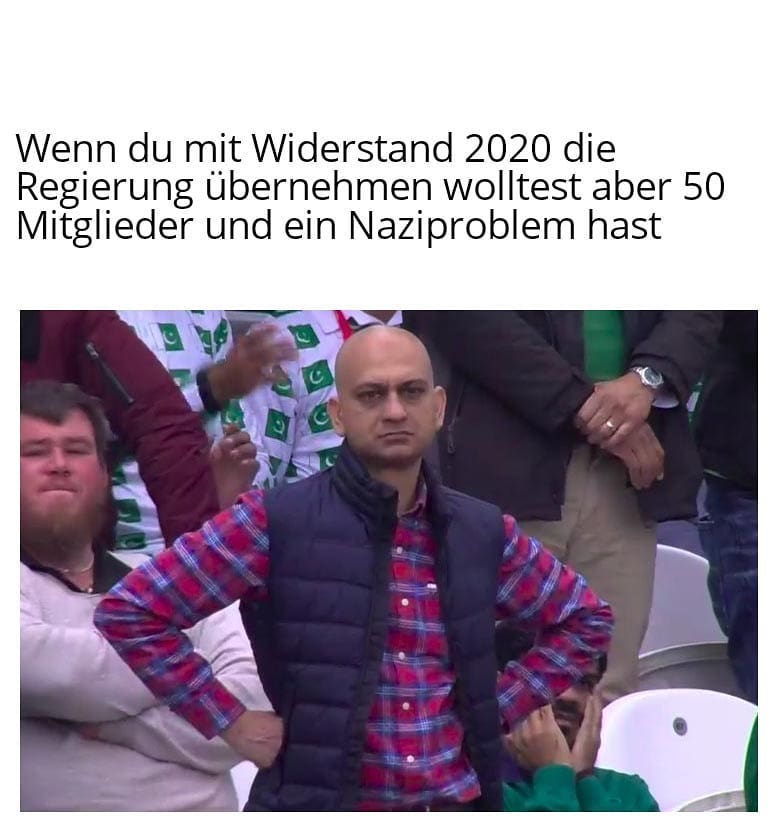 Wenn du mit Widerstand 2020 die
Regierung übernehmen wolltest aber 50
Mitglieder und ein Naziproblem hast